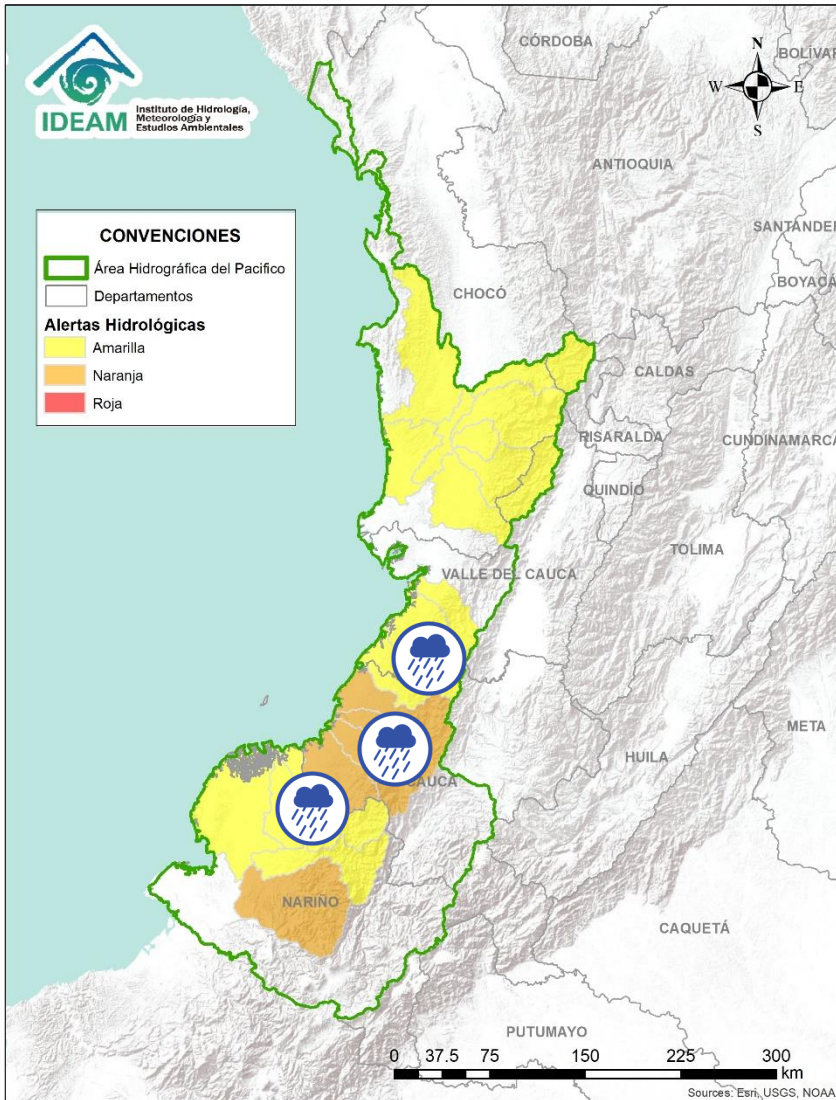 IDEAM
Instituto de Hidrología,
Meteorología y
Estudios Ambientales
CONVENCIONES
Área Hidrográfica del Pacifico
Departamentos
Alertas Hidrológicas
Amarilla
Naranja
Roja
N
W
E
S
CÓRDOBA
BOLÍVAR
ANTIOQUIA
SANTANDER
BOYACÁ
CHOCÓ
CALDAS
RISARALDA
CUNDINAMARCA
QUINDÍO
TOLIMA
VALLE DEL CAUCA
META
HUILA
CAUCA
NARIÑO
CAQUETÁ
PUTUMAYO
0 37.5 75 150 225 300
km
Sources: Esri, USGS, NOAA